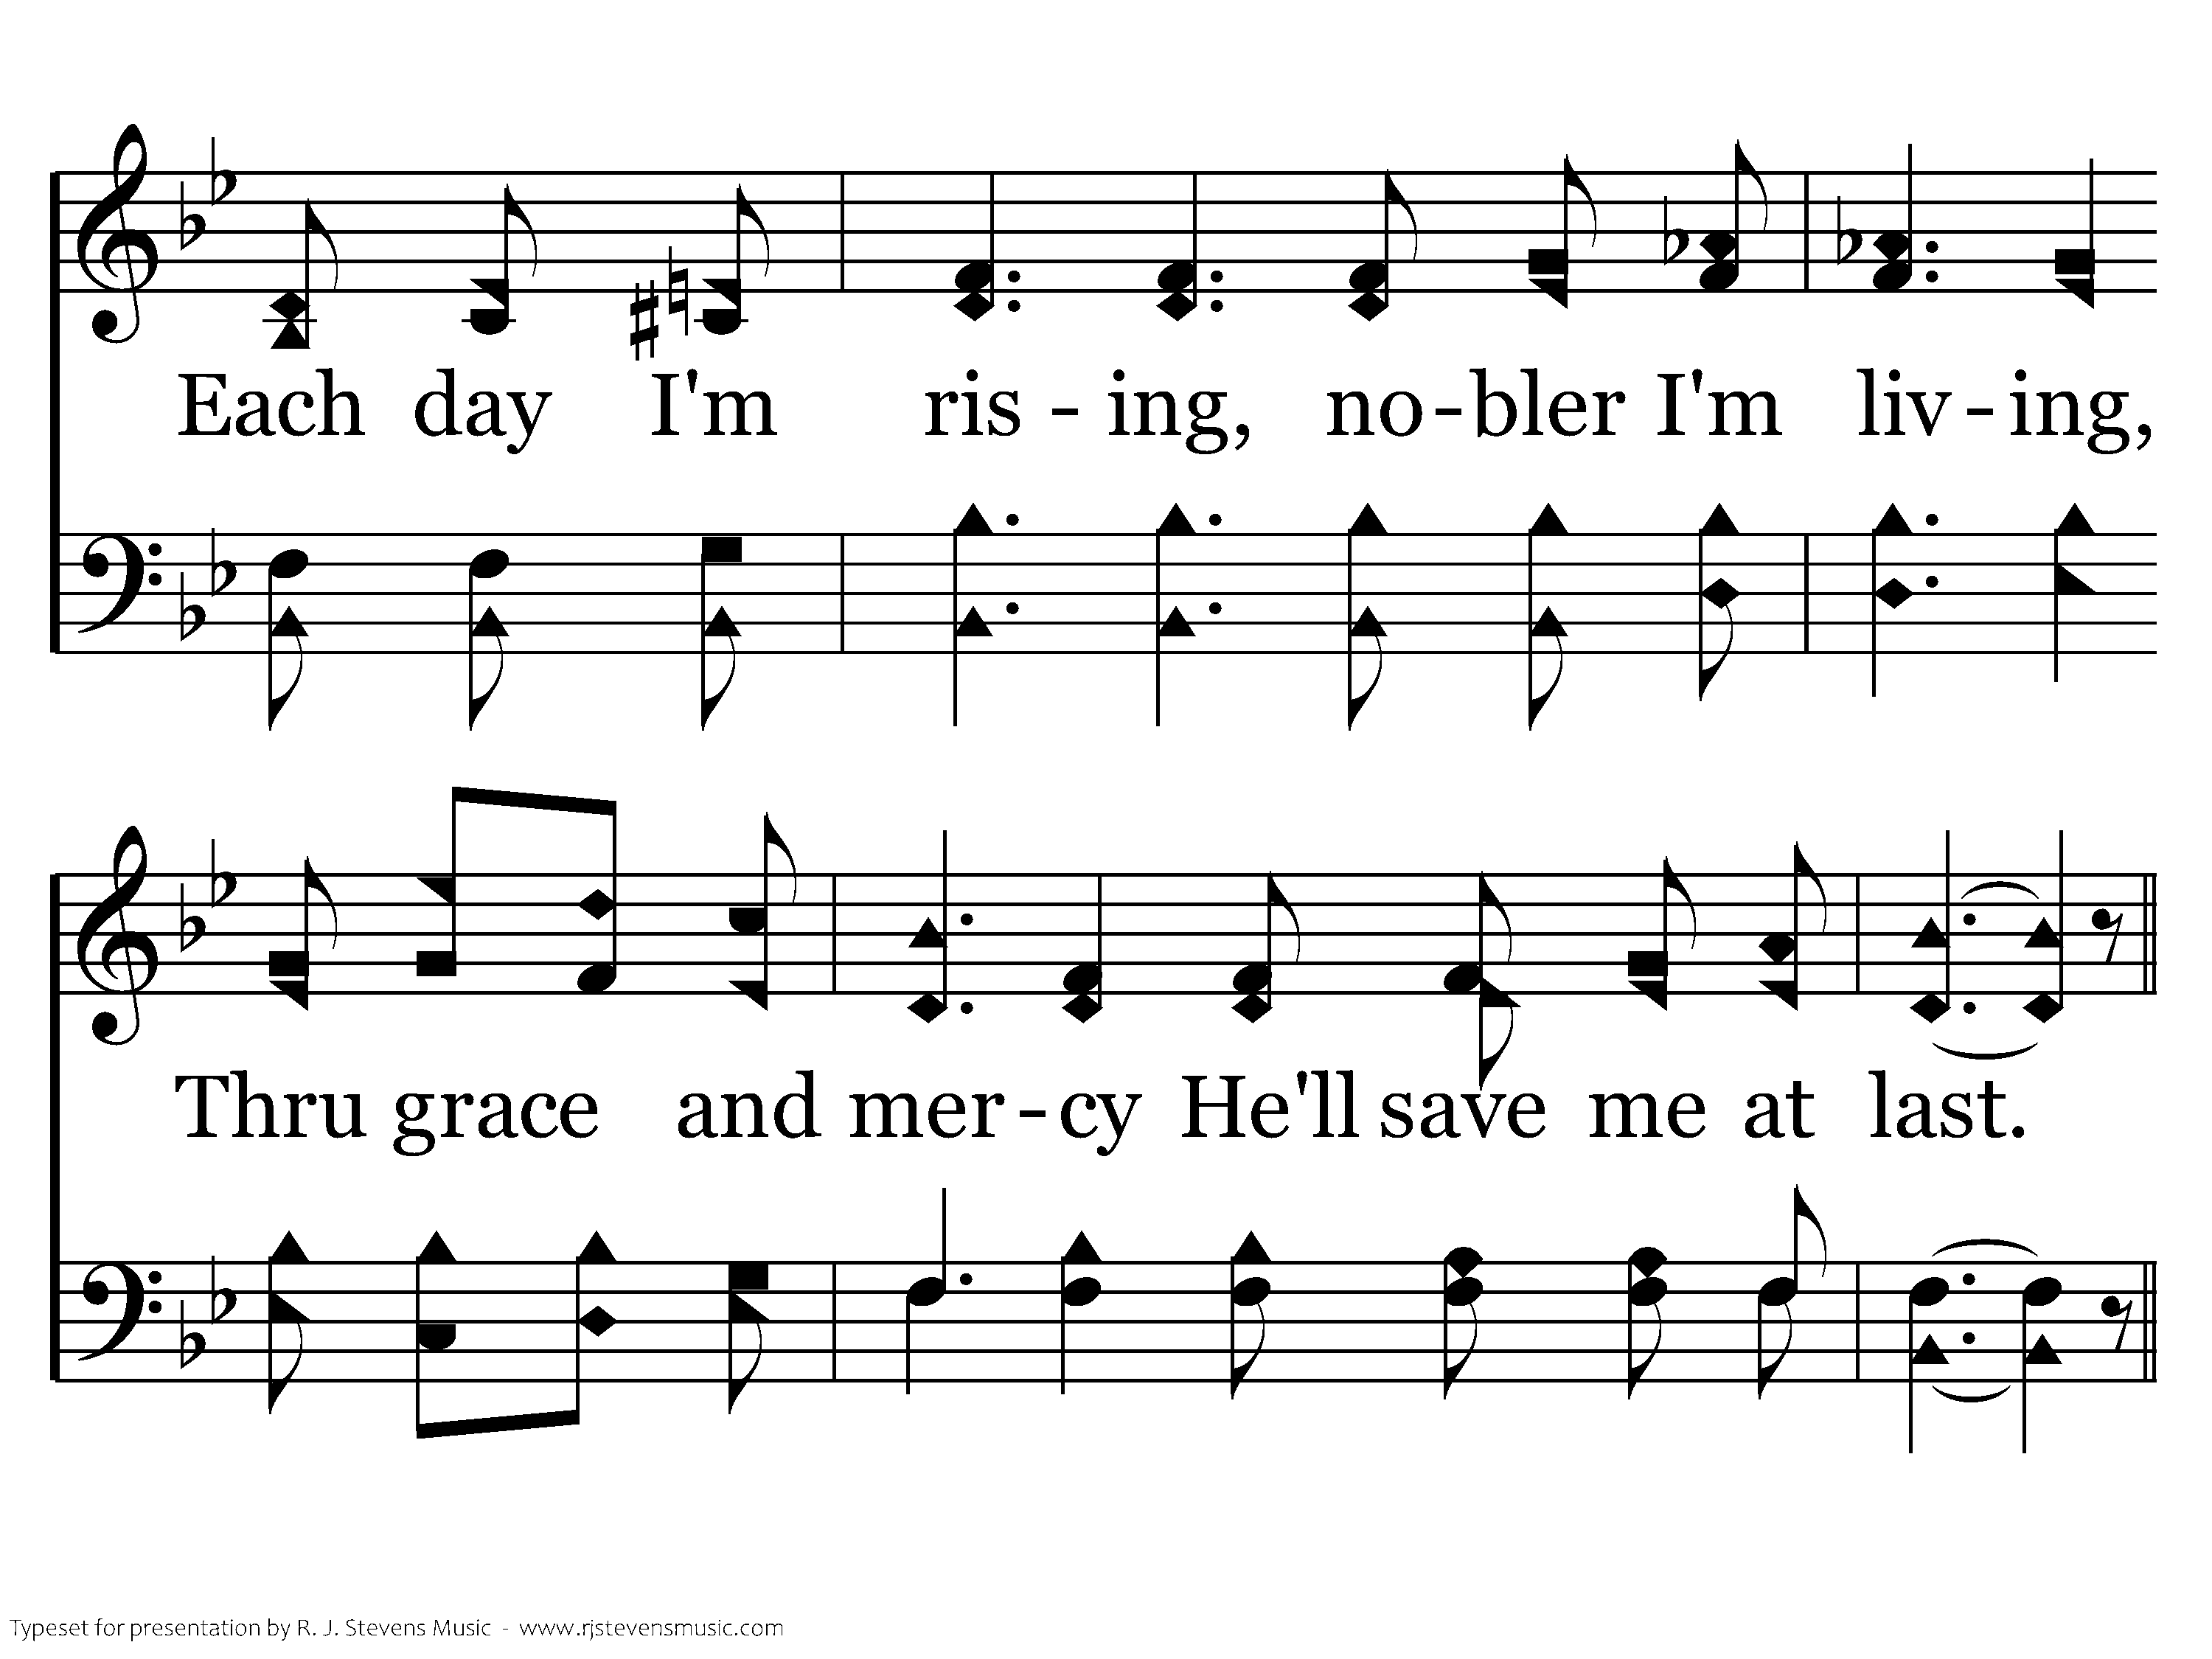 Each day I'm ris - ing, no - bler I'm liv - ing,
Thru grace and mer - cy He'll save me at last.
Typeset for presentation by R. J. Stevens Music - www.rjstevensmusic.com